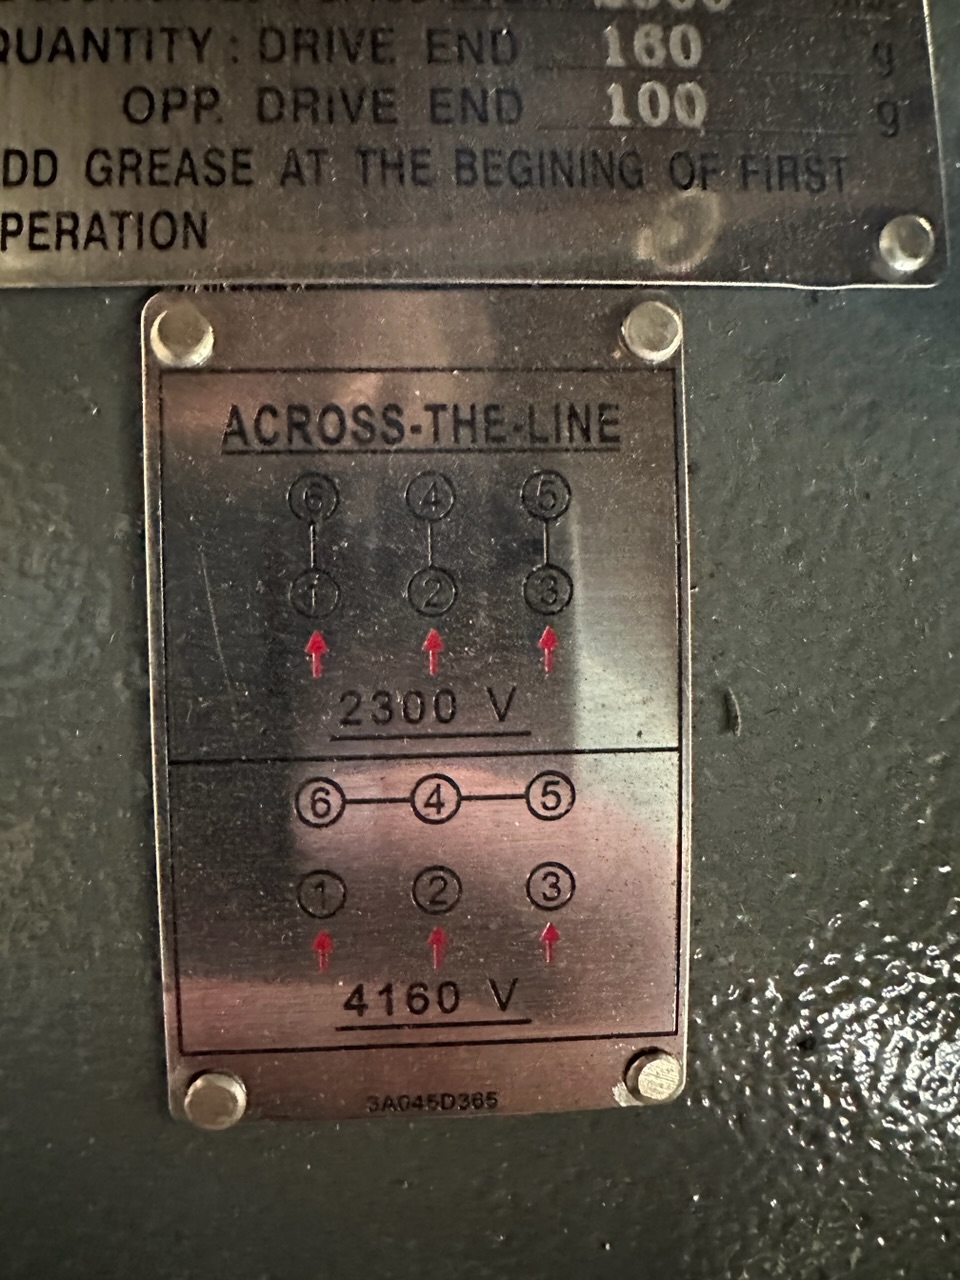 QUANTITY: DRIVE END 160 g
OPP. DRIVE END 100 g
DD GREASE AT THE BEGINING OF FIRST
PERATION
ACROSS-THE-LINE
6 4 5
1 2 3
2300 V
6 4 5
1 2 3
4160 V
3A045D365